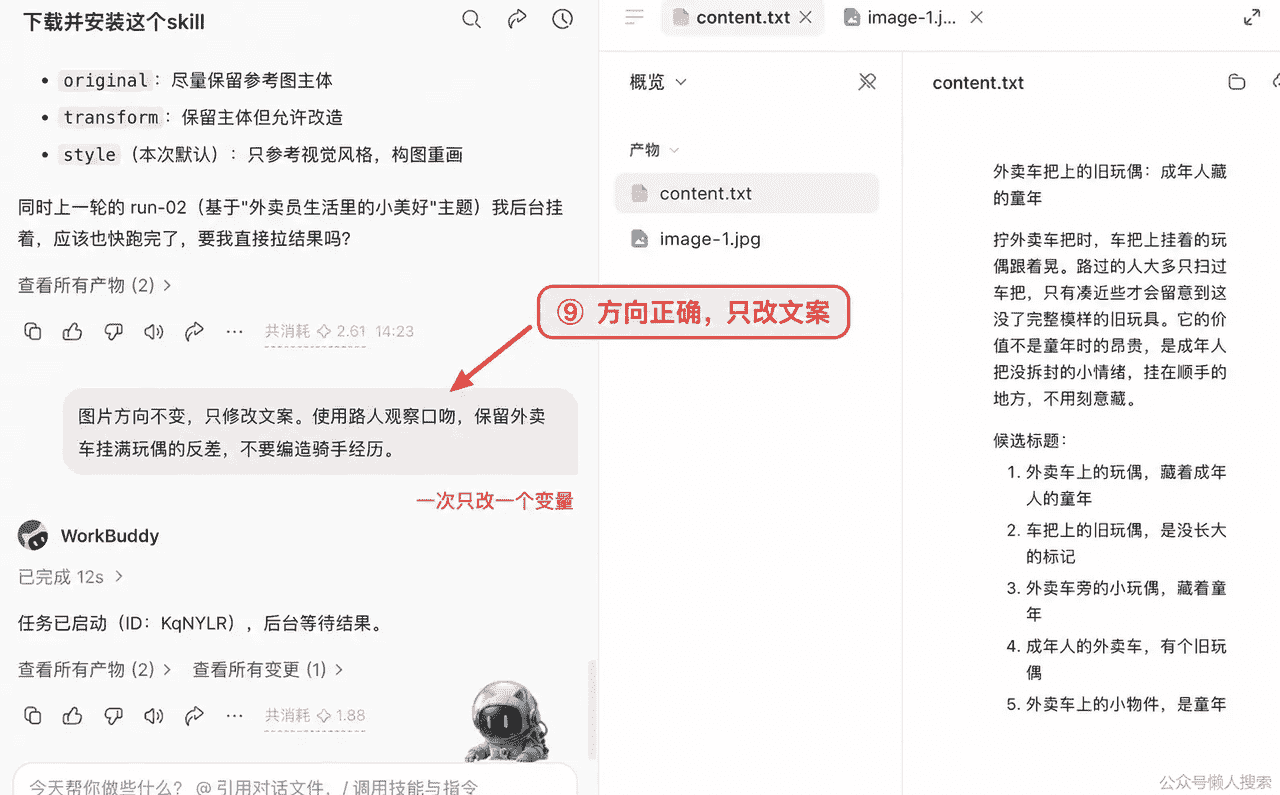 下载并安装这个skill
original：尽量保留参考图主体
transform：保留主体但允许改造
style（本次默认）：只参考视觉风格，构图重画
同时上一轮的 run-02（基于"外卖员生活里的小美好"主题）我后台挂
着，应该也快跑完了，要我直接拉结果吗？
查看所有产物 (2) >
共消耗 2.61 14:23
⑨ 方向正确，只改文案
图片方向不变，只修改文案。使用路人观察口吻，保留外卖
车挂满玩偶的反差，不要编造骑手经历。
一次只改一个变量
WorkBuddy
已完成 12s >
任务已启动（ID：KqNYLR），后台等待结果。
查看所有产物 (2) > 查看所有变更 (1) >
共消耗 1.88
今天帮你做些什么？ @ 引用对话文件，/ 调用技能与指令
content.txt
image-1.j...
概览
产物
content.txt
image-1.jpg
content.txt
外卖车把上的旧玩偶：成年人藏
的童年
拧外卖车把时，车把上挂着的玩
偶跟着晃。路过的人大多只扫过
车把，只有凑近些才会留意到这
没了完整模样的旧玩具。它的价
值不是童年时的昂贵，是成年人
把没拆封的小情绪，挂在顺手的
地方，不用刻意藏。
候选标题：
1. 外卖车上的玩偶，藏着成年
人的童年
2. 车把上的旧玩偶，是没长大
的标记
3. 外卖车旁的小玩偶，藏着童
年
4. 成年人的外卖车，有个旧玩
偶
5. 外卖车上的小物件，是童年
公众号懒人搜索